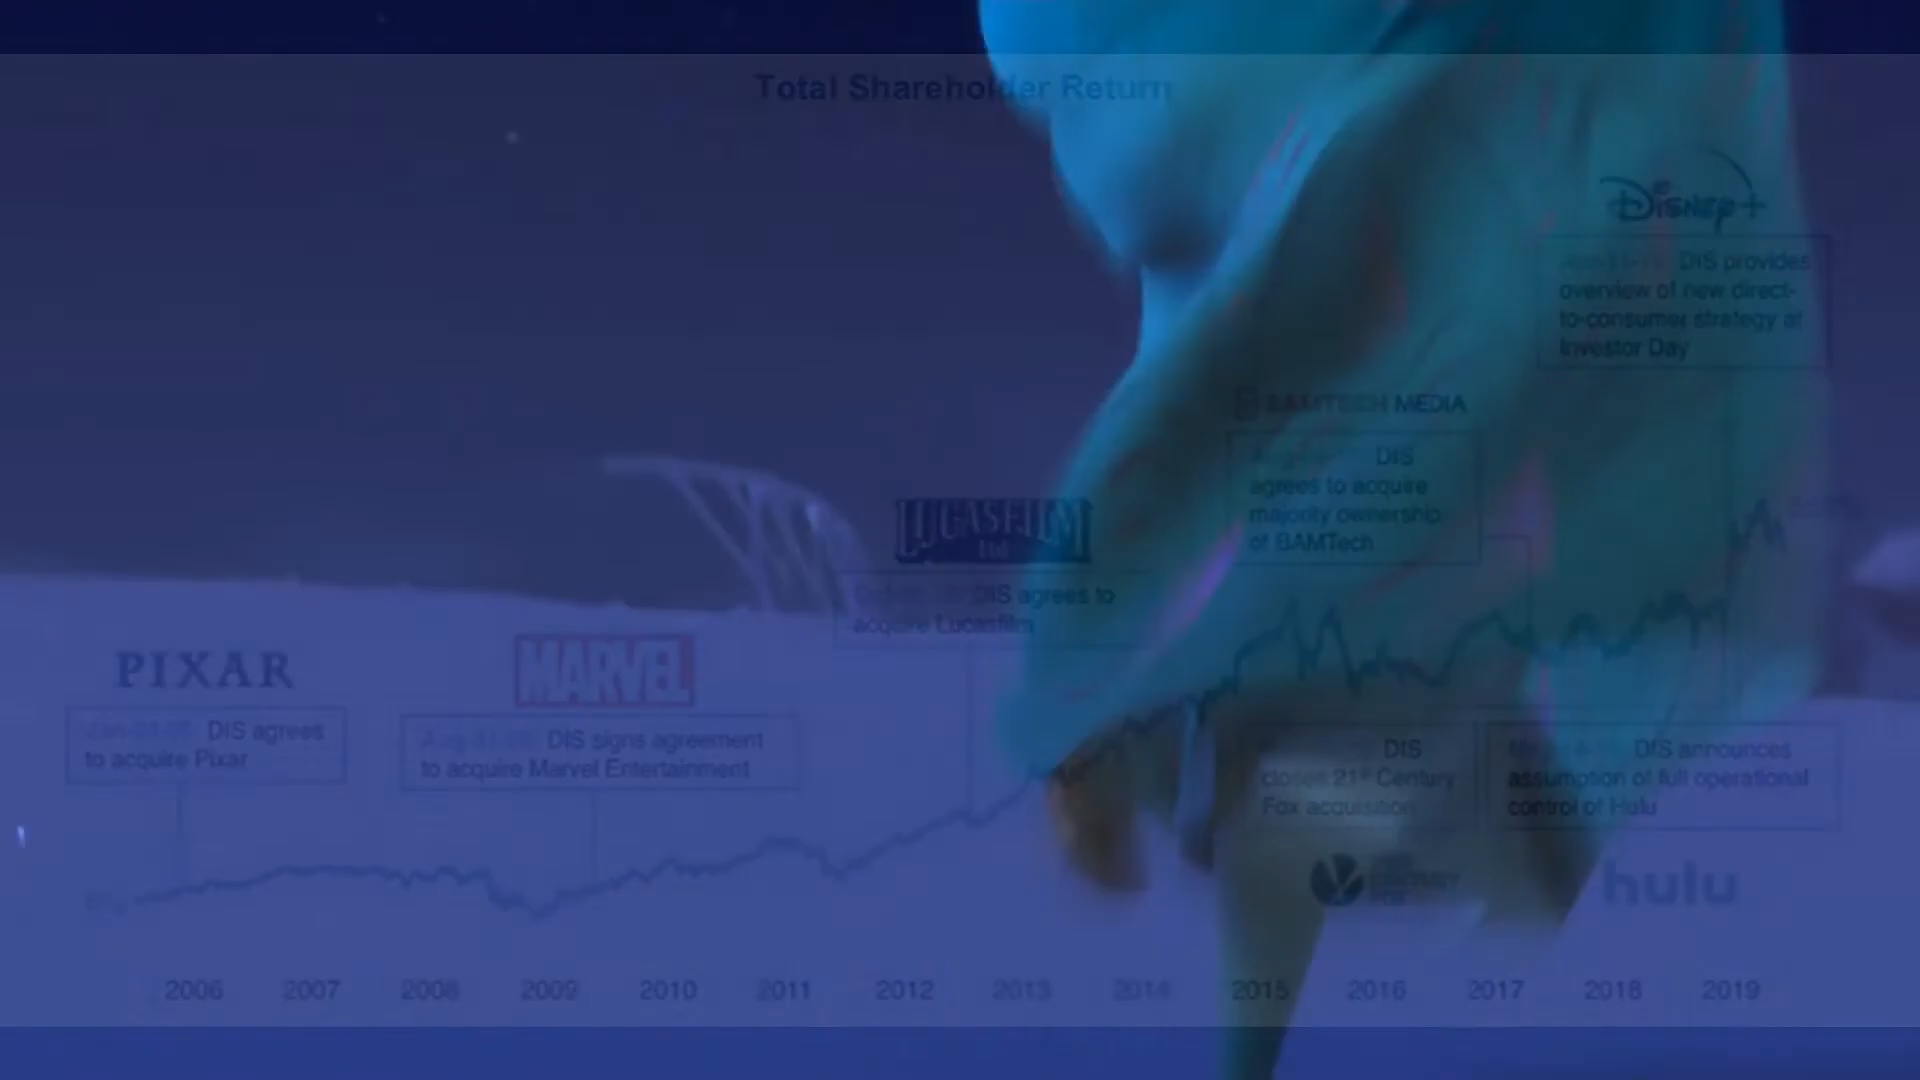 Total Shareholder Return
DISNEP+
DIS provides
overview of new direct-
to-consumer strategy at
Investor Day
BAMTECH MEDIA
DIS
agrees to acquire
majority ownership
of BAMTech
LUCASFILM
Ltd
DIS agrees to
acquire Lucasfilm
PIXAR
DIS agrees
to acquire Pixar
MARVEL
DIS signs agreement
to acquire Marvel Entertainment
DIS
closes 21st Century
Fox acquisition
DIS announces
assumption of full operational
control of Hulu
hulu
2006 2007 2008 2009 2010 2011 2012 2013 2014 2015 2016 2017 2018 2019